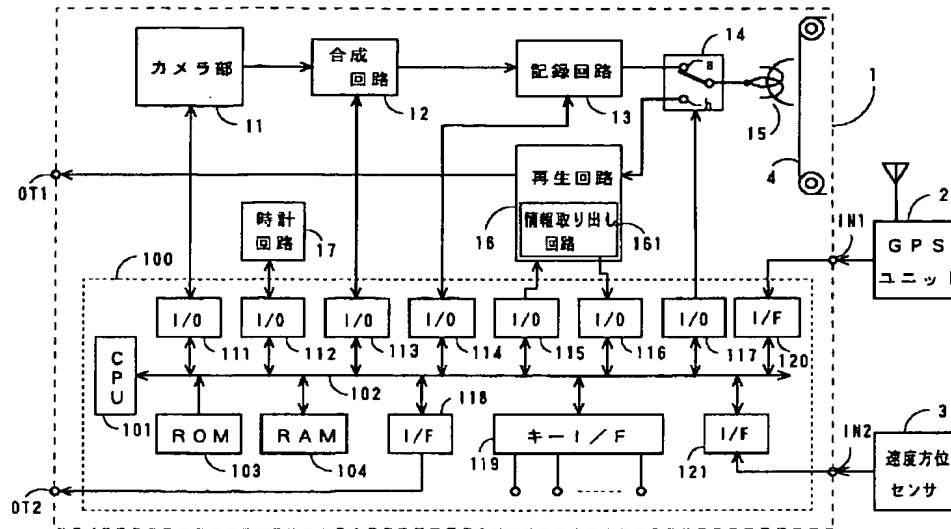 カメラ部
11
合成
回路
12
記録回路
13
14
a
b
15
4
1
OT1
再生回路
情報取り出し
回路
16
161
時計
回路
17
2
GPS
ユニット
IN1
100
I/O
111
I/O
112
I/O
113
I/O
114
I/O
115
I/O
116
I/O
117
I/F
120
CPU
101
102
ROM
103
RAM
104
118
I/F
119
キーI/F
I/F
121
IN2
3
速度方位
センサ
OT2